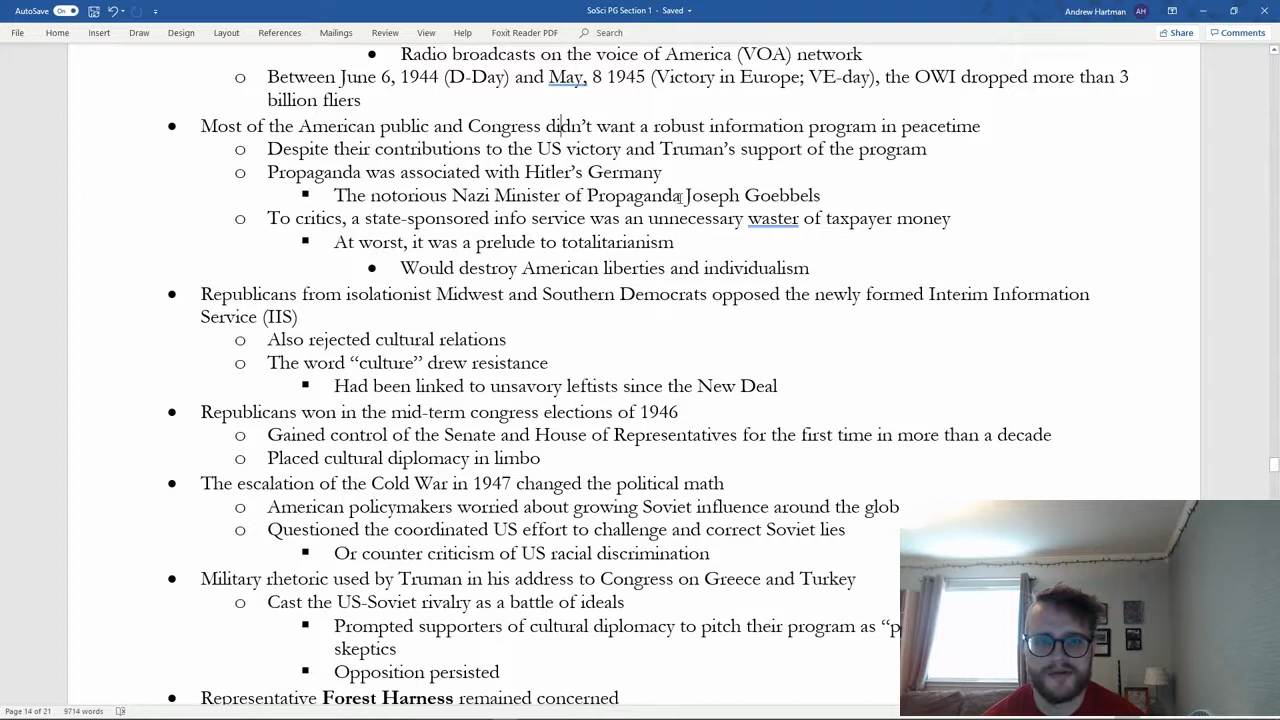 AutoSave On SoSci PG Section 1 - Saved Andrew Hartman AH
File Home Insert Draw Design Layout References Mailings Review View Help Foxit Reader PDF Search Share Comments
• Radio broadcasts on the voice of America (VOA) network
o Between June 6, 1944 (D-Day) and May, 8 1945 (Victory in Europe; VE-day), the OWI dropped more than 3
billion fliers
• Most of the American public and Congress didn’t want a robust information program in peacetime
o Despite their contributions to the US victory and Truman’s support of the program
o Propaganda was associated with Hitler’s Germany
▪ The notorious Nazi Minister of Propaganda Joseph Goebbels
o To critics, a state-sponsored info service was an unnecessary waster of taxpayer money
▪ At worst, it was a prelude to totalitarianism
• Would destroy American liberties and individualism
• Republicans from isolationist Midwest and Southern Democrats opposed the newly formed Interim Information
Service (IIS)
o Also rejected cultural relations
o The word “culture” drew resistance
▪ Had been linked to unsavory leftists since the New Deal
• Republicans won in the mid-term congress elections of 1946
o Gained control of the Senate and House of Representatives for the first time in more than a decade
o Placed cultural diplomacy in limbo
• The escalation of the Cold War in 1947 changed the political math
o American policymakers worried about growing Soviet influence around the glob
o Questioned the coordinated US effort to challenge and correct Soviet lies
▪ Or counter criticism of US racial discrimination
• Military rhetoric used by Truman in his address to Congress on Greece and Turkey
o Cast the US-Soviet rivalry as a battle of ideals
▪ Prompted supporters of cultural diplomacy to pitch their program as
skeptics
▪ Opposition persisted
• Representative Forest Harness remained concerned
Page 14 of 21 9714 words